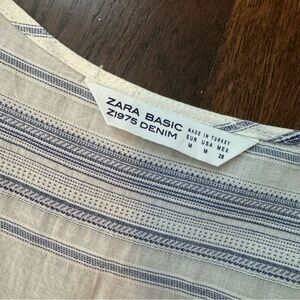 ZARA BASIC
Z1975 DENIM
MADE IN TURKEY
EUR USA MEX
M M 28